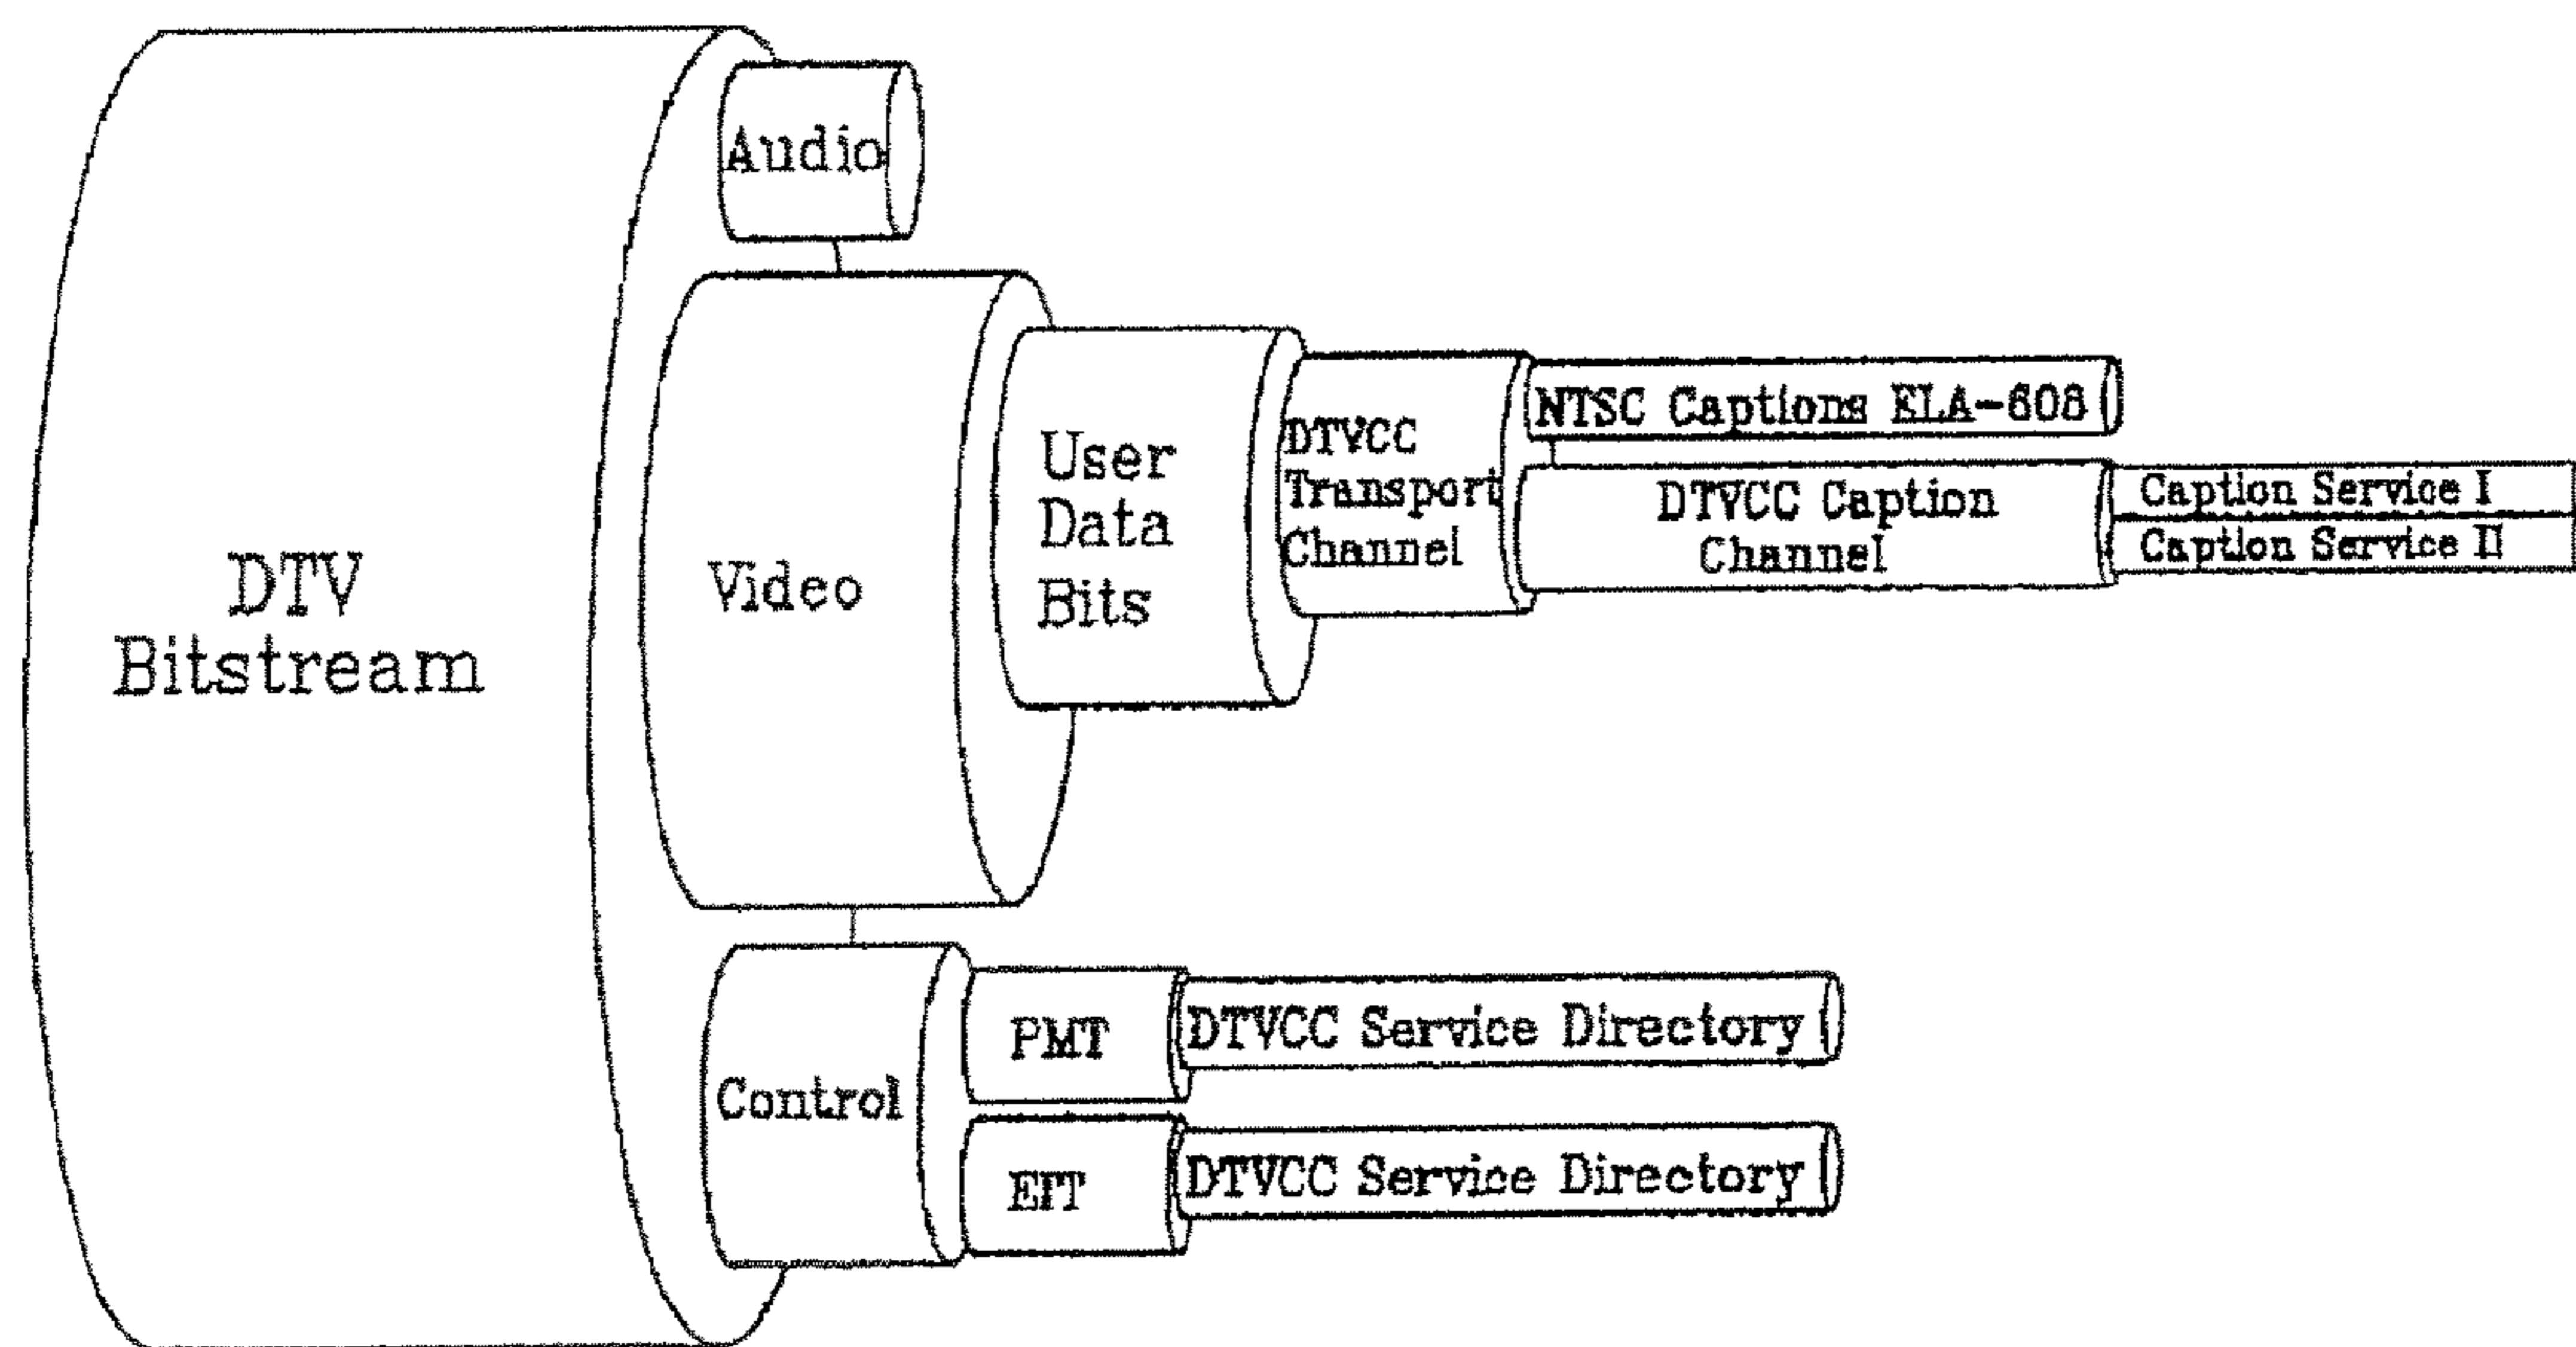 Audio
DTV
Bitstream
Video
User
Data
Bits
DTVCC
Transport
Channel
NTSC Captions ELA-608
DTVCC Caption
Channel
Caption Service I
Caption Service II
Control
PMT
DTVCC Service Directory
EIT
DTVCC Service Directory